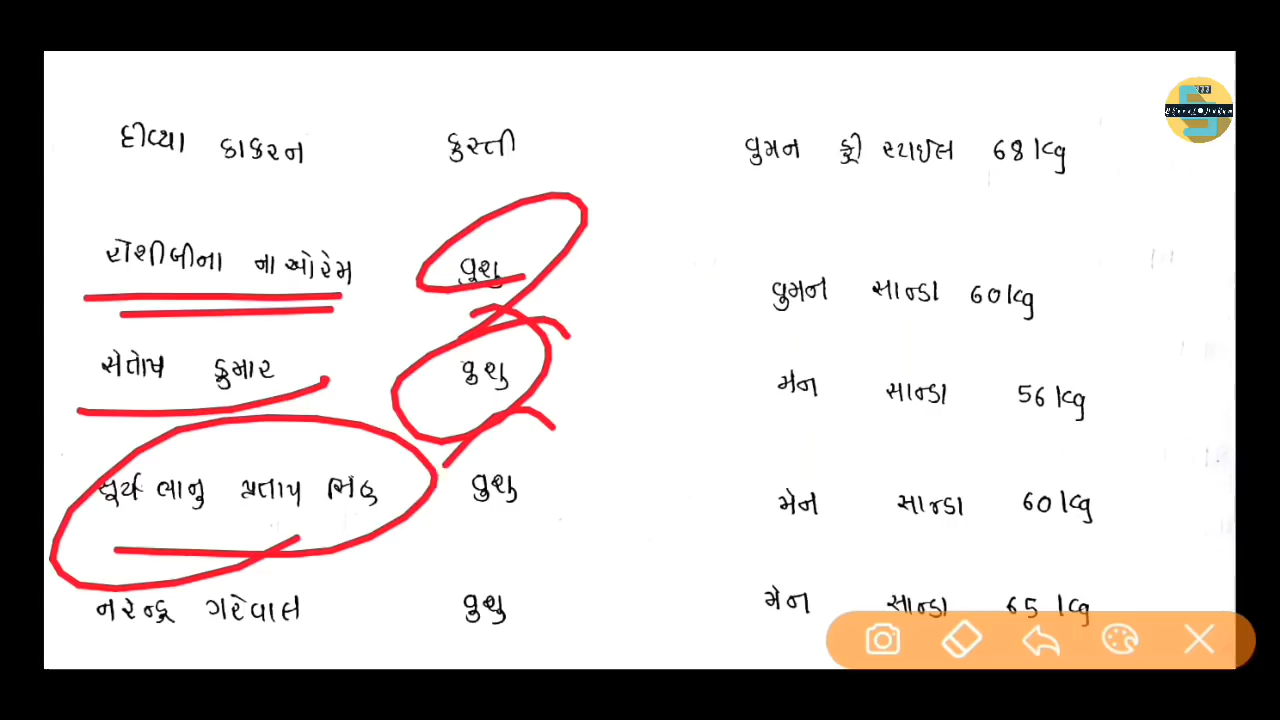 દીવ્યા કાકરન કુસ્તી વુમન ફ્રી સ્ટાઈલ 68 kg
રોશીબીના નાઓરેમ વુશુ વુમન સાન્ડા 60 kg
સંતોષ કુમાર વુશુ મેન સાન્ડા 56 kg
સૂર્ય ભાનુ પ્રતાપ સિંહ વુશુ મેન સાન્ડા 60 kg
નરેન્દ્ર ગરેવાલ વુશુ મેન સાન્ડા 65 kg